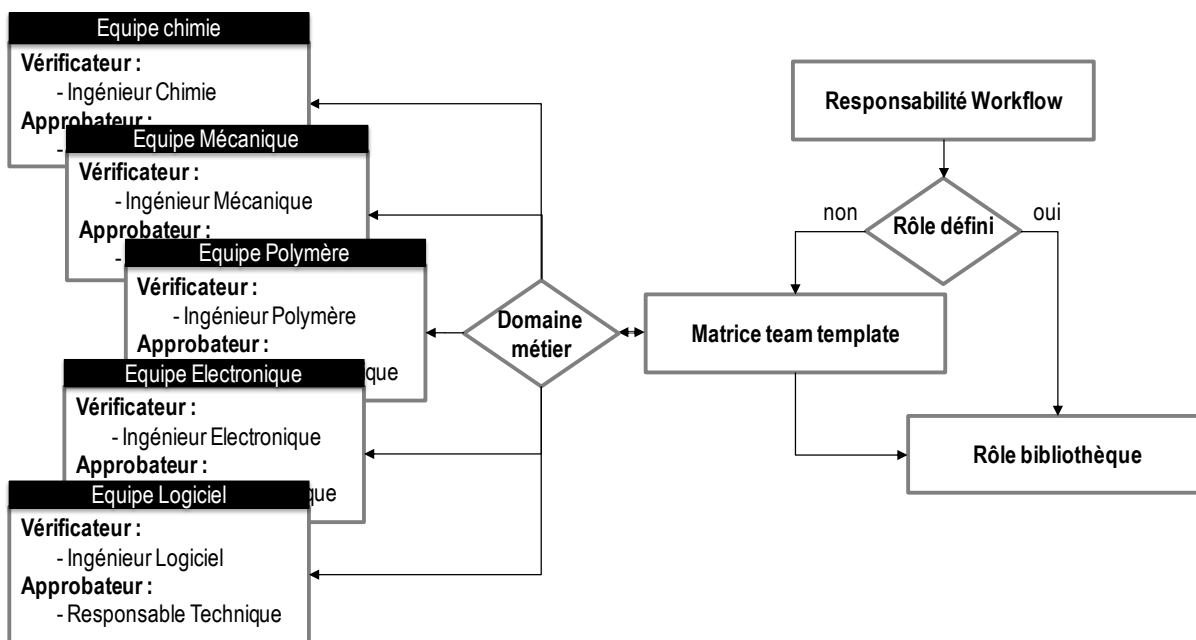 Equipe chimie
Vérificateur :
- Ingénieur Chimie
Approbateur :
-
Equipe Mécanique
Vérificateur :
- Ingénieur Mécanique
Approbateur :
-
Equipe Polymère
Vérificateur :
- Ingénieur Polymère
Approbateur :
que
Equipe Electronique
Vérificateur :
- Ingénieur Electronique
Approbateur :
que
Equipe Logiciel
Vérificateur :
- Ingénieur Logiciel
Approbateur :
- Responsable Technique
Domaine
métier
Responsabilité Workflow
Rôle défini
non
oui
Matrice team template
Rôle bibliothèque